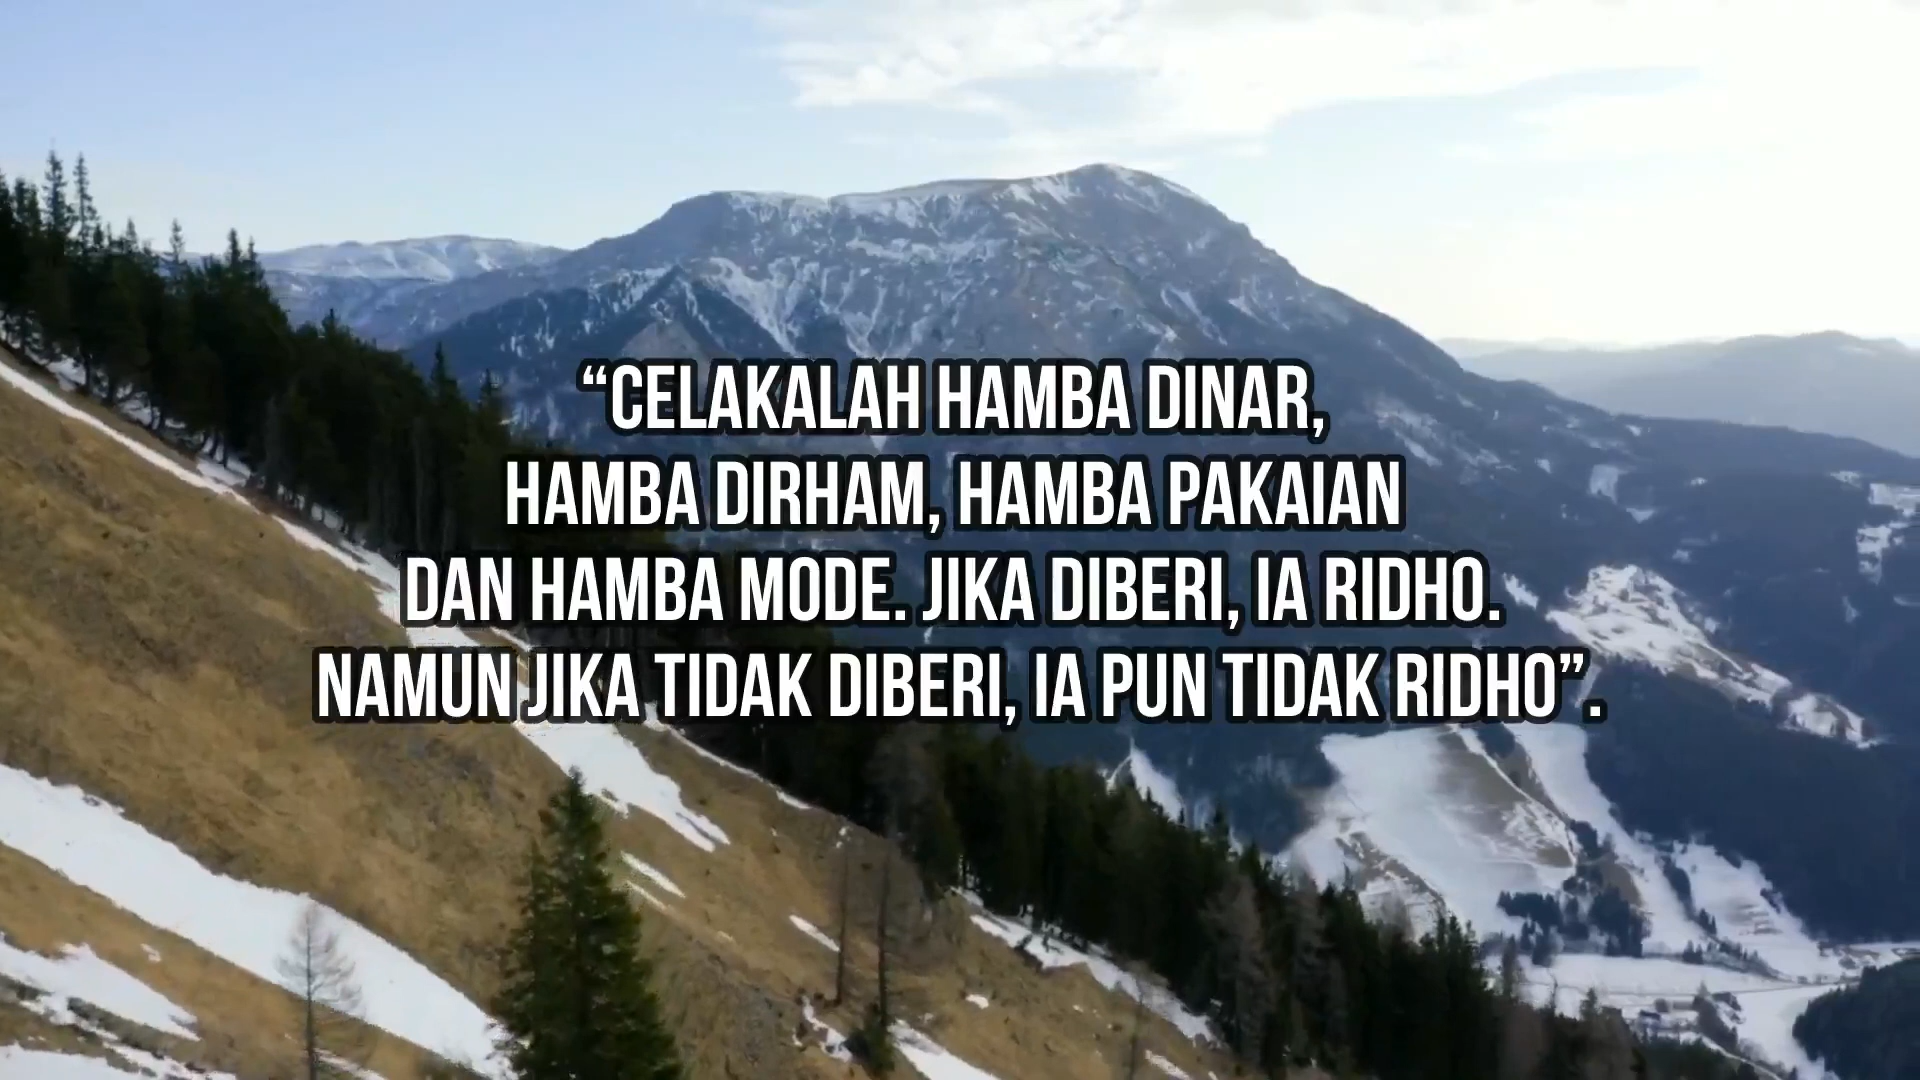 “CELAKALAH HAMBA DINAR,
HAMBA DIRHAM, HAMBA PAKAIAN
DAN HAMBA MODE. JIKA DIBERI, IA RIDHO.
NAMUN JIKA TIDAK DIBERI, IA PUN TIDAK RIDHO”.